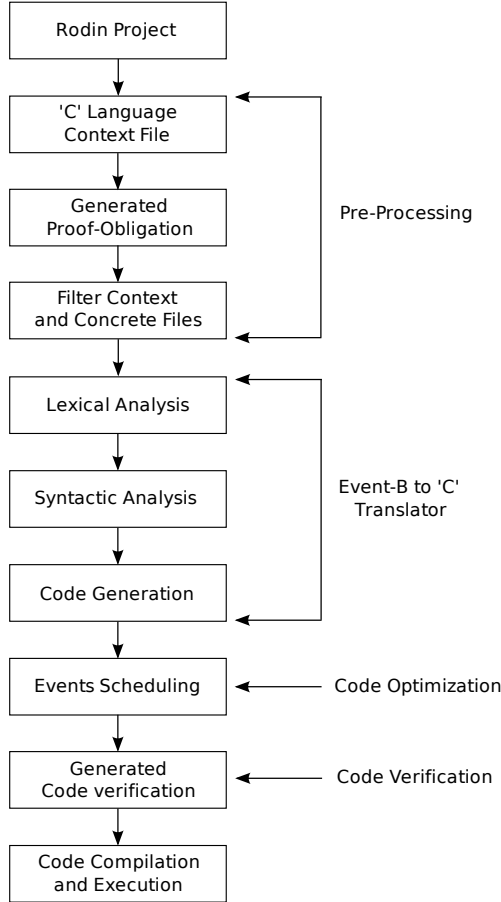 Rodin Project
'C' Language
Context File
Generated
Proof-Obligation
Pre-Processing
Filter Context
and Concrete Files
Lexical Analysis
Syntactic Analysis
Event-B to 'C'
Translator
Code Generation
Events Scheduling
Code Optimization
Generated
Code verification
Code Verification
Code Compilation
and Execution